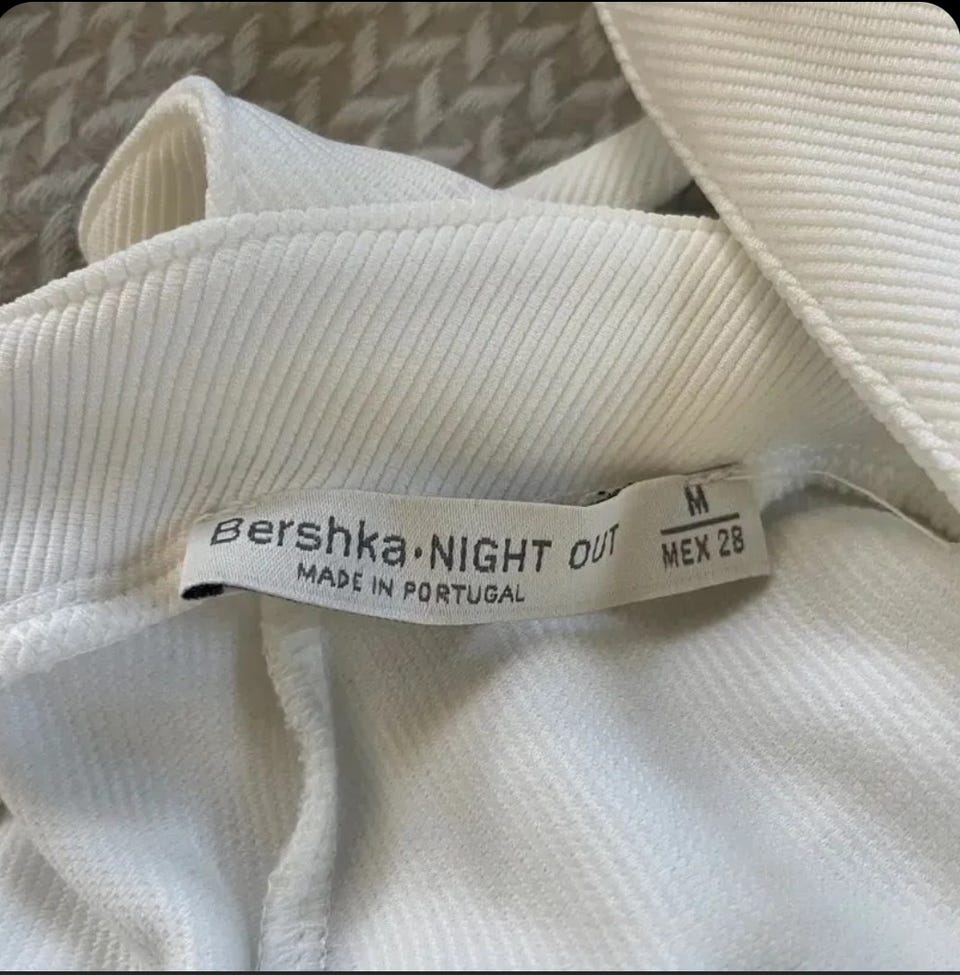 Bershka•NIGHT OUT
MADE IN PORTUGAL
M
MEX 28